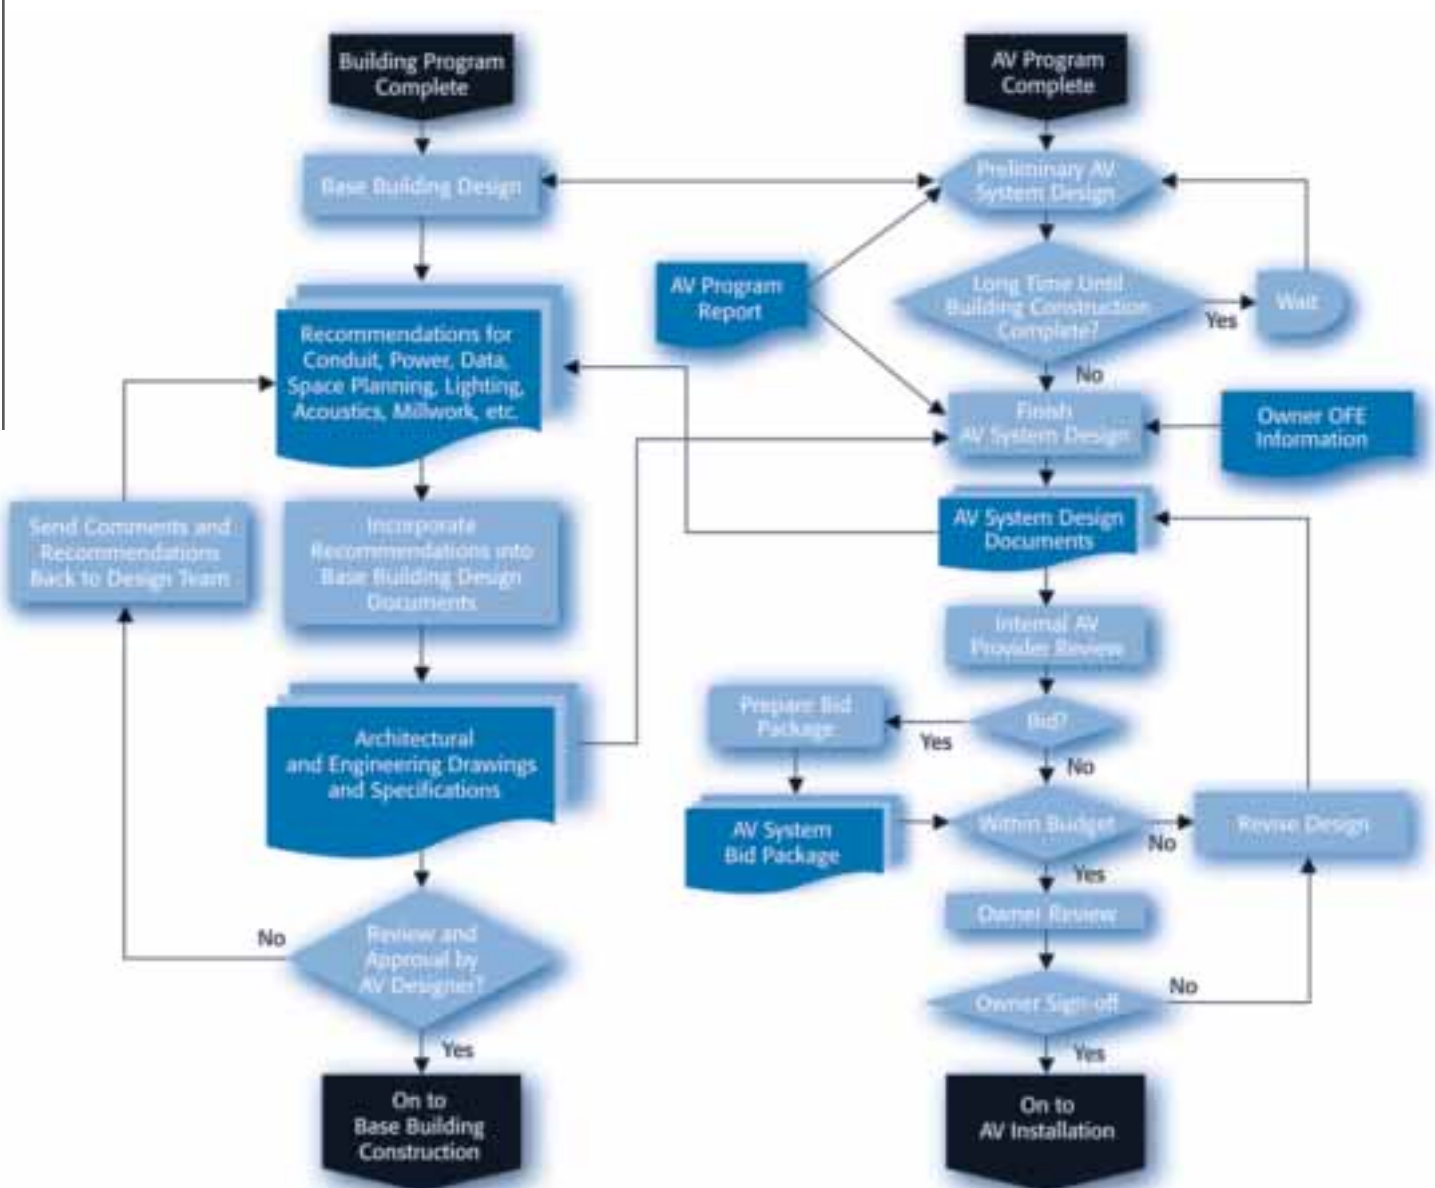 Building Program
Complete
Base Building Design
Recommendations for
Conduit, Power, Data,
Space Planning, Lighting,
Acoustics, Millwork, etc.
Send Comments and
Recommendations
Back to Design Team
Incorporate
Recommendations into
Base Building Design
Documents
Architectural
and Engineering Drawings
and Specifications
No
Review and
Approval by
AV Designer?
Yes
On to
Base Building
Construction
AV Program
Complete
Preliminary AV
System Design
AV Program
Report
Long Time Until
Building Construction
Complete?
Yes
Wait
No
Finish
AV System Design
Owner OFE
Information
AV System Design
Documents
Internal AV
Provider Review
Prepare Bid
Package
Yes
Bid?
No
AV System
Bid Package
Within Budget
No
Revise Design
Yes
Owner Review
Owner Sign-off
No
Yes
On to
AV Installation